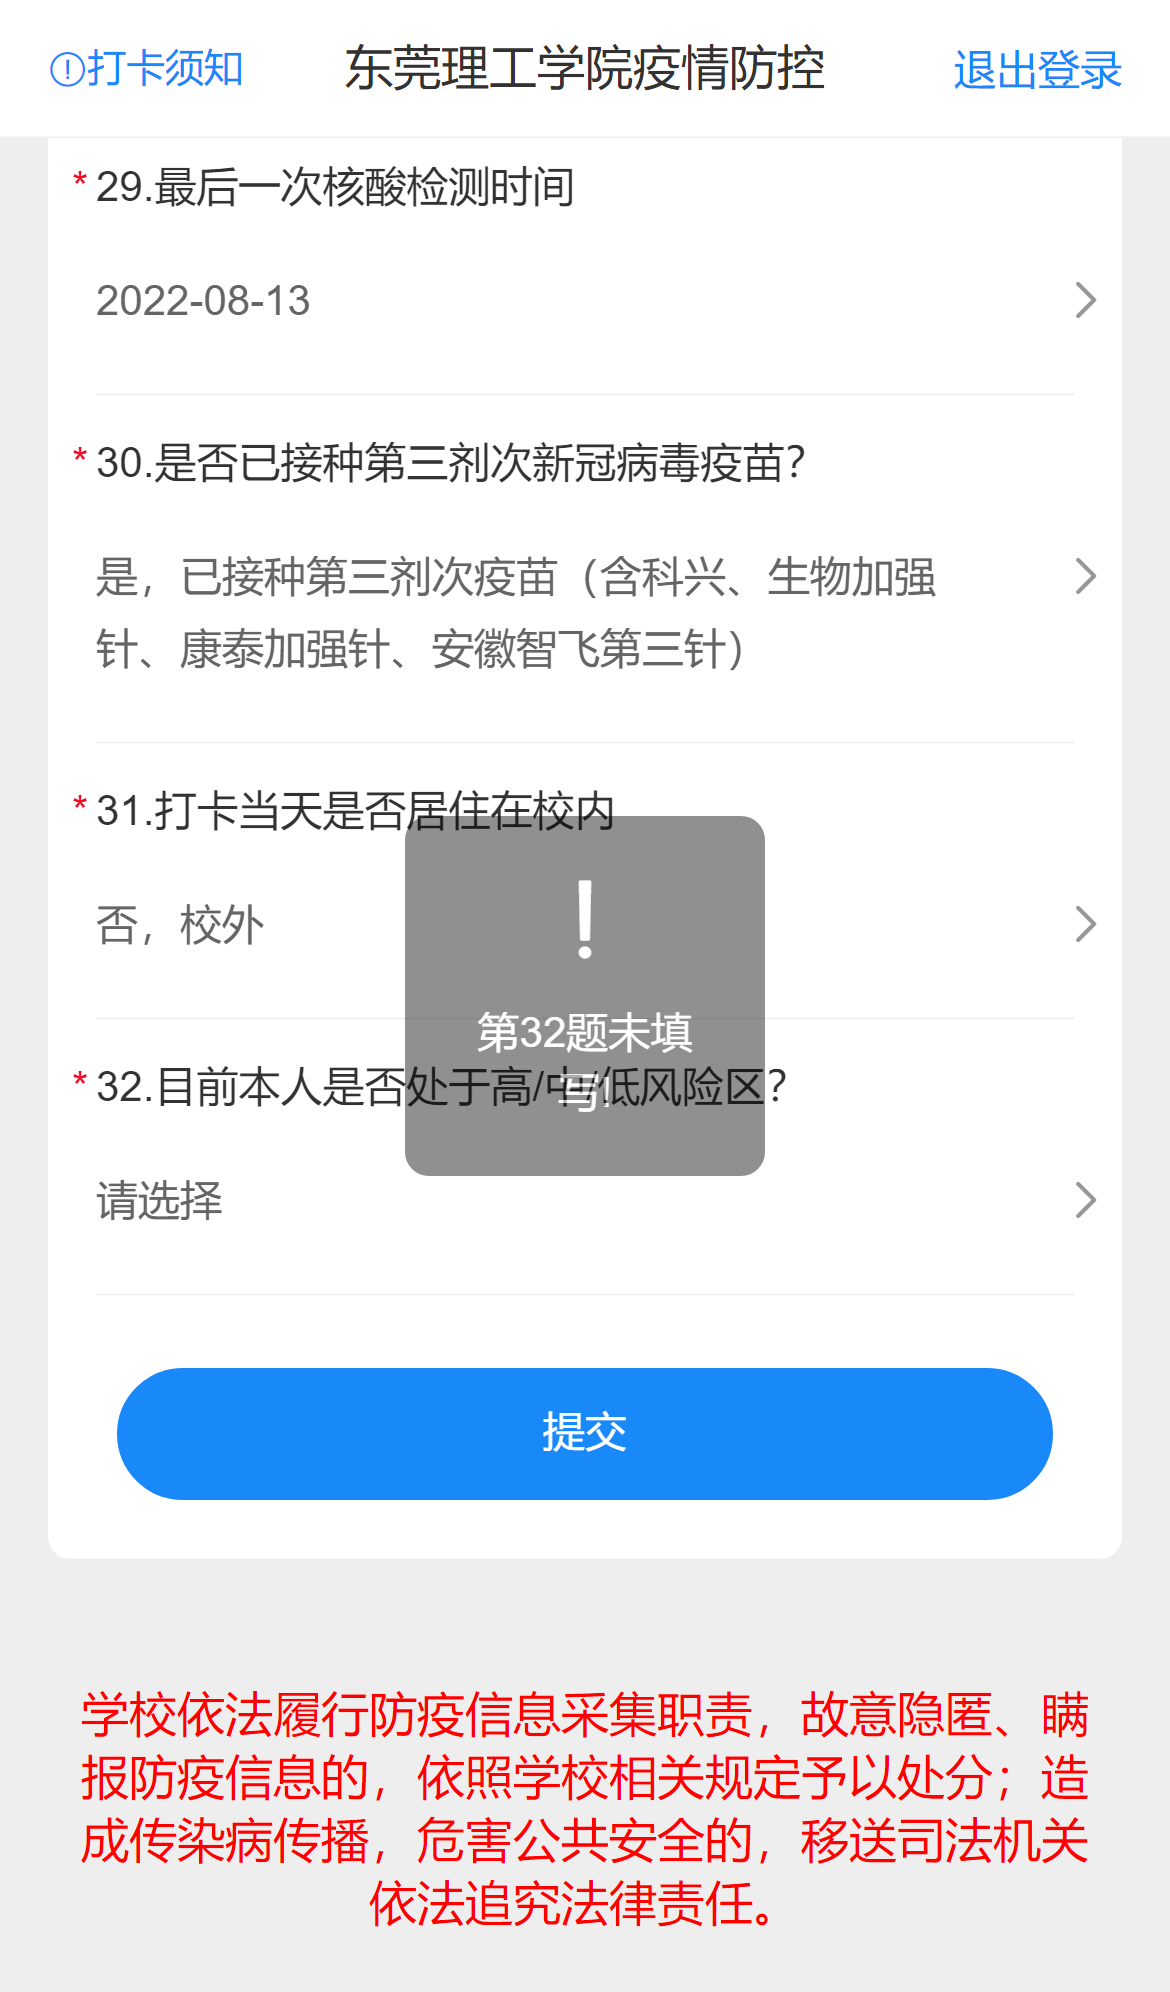 打卡须知
东莞理工学院疫情防控
退出登录
* 29.最后一次核酸检测时间
2022-08-13
* 30.是否已接种第三剂次新冠病毒疫苗?
是，已接种第三剂次疫苗（含科兴、生物加强
针、康泰加强针、安徽智飞第三针）
* 31.打卡当天是否居住在校内
否，校外
第32题未填
写!
* 32.目前本人是否处于高/中/低风险区?
请选择
提交
学校依法履行防疫信息采集职责，故意隐匿、瞒
报防疫信息的，依照学校相关规定予以处分；造
成传染病传播，危害公共安全的，移送司法机关
依法追究法律责任。